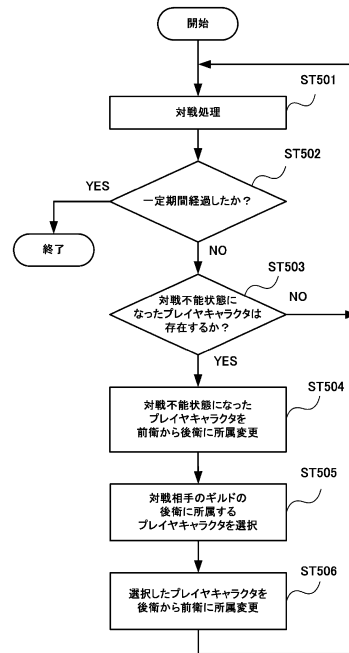 開始
ST501
対戦処理
ST502
YES
一定期間経過したか？
終了
NO
ST503
対戦不能状態に
なったプレイヤキャラクタは
存在するか？
NO
YES
ST504
対戦不能状態になった
プレイヤキャラクタを
前衛から後衛に所属変更
ST505
対戦相手のギルドの
後衛に所属する
プレイヤキャラクタを選択
ST506
選択したプレイヤキャラクタを
後衛から前衛に所属変更